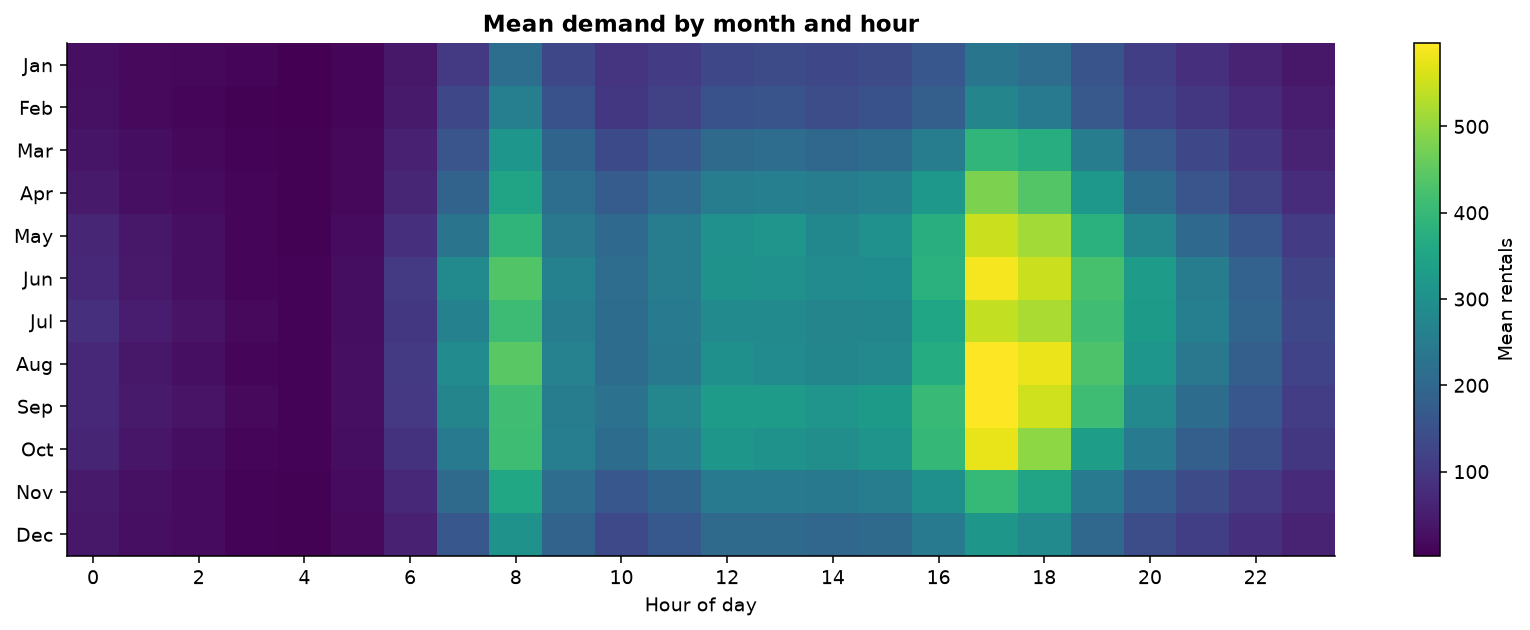 Mean demand by month and hour
Jan
Feb
Mar
Apr
May
Jun
Jul
Aug
Sep
Oct
Nov
Dec
0 2 4 6 8 10 12 14 16 18 20 22
Hour of day
500
400
300
200
100
Mean rentals